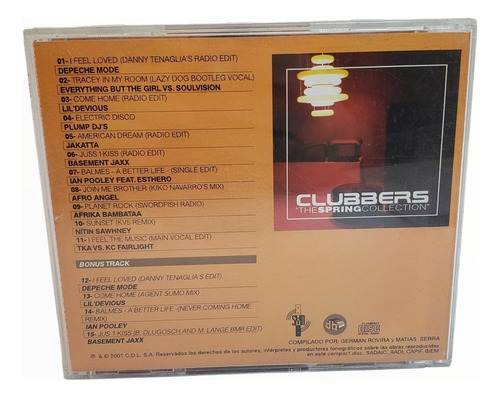 01- I FEEL LOVED (DANNY TENAGLIA'S RADIO EDIT)
DEPECHE MODE
02- TRACEY IN MY ROOM (LAZY DOG BOOTLEG VOCAL)
EVERYTHING BUT THE GIRL VS. SOULVISION
03- COME HOME (RADIO EDIT)
LIL'DEVIOUS
04- ELECTRIC DISCO
PLUMP DJ'S
05- AMERICAN DREAM (RADIO EDIT)
JAKATTA
06- JUSS 1 KISS (RADIO EDIT)
BASEMENT JAXX
07- BALMES - A BETTER LIFE - (SINGLE EDIT)
IAN POOLEY FEAT. ESTHERO
08- JOIN ME BROTHER (KIKO NAVARRO'S MIX)
AFRO ANGEL
09- PLANET ROCK (SWORDFISH RADIO)
AFRIKA BAMBATAA
10- SUNSET (KV5 REMIX)
NITIN SAWHNEY
11- I FEEL THE MUSIC (MAIN VOCAL EDIT)
TKA VS. KC FAIRLIGHT
BONUS TRACK
12- I FEEL LOVED (DANNY TENAGLIA'S EDIT)
DEPECHE MODE
13- COME HOME (AGENT SUMO MIX)
LIL'DEVIOUS
14- BALMES - A BETTER LIFE -(NEVER COMING HOME
REMIX)
IAN POOLEY
15- JUS 1 KISS (B. DLUGOSCH AND M. LANGE BMR EDIT)
BASEMENT JAXX
CLUBBERS
"THE SPRING COLLECTION"
db
COMPACT
disc
COMPILADO POR: GERMAN ROVIRA y MATIAS SERRA
℗ & © 2001 C.D.L. S.A. Reservados los derechos de los autores, intérpretes y productores fonográficos sobre las obras reproducidas
en este compact disc. SADAIC, AADI, CAPIF, BIEM